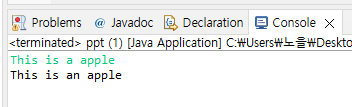 Problems @ Javadoc Declaration Console
<terminated> ppt (1) [Java Application] C:₩Users₩노을₩Deskto
This is a apple
This is an apple